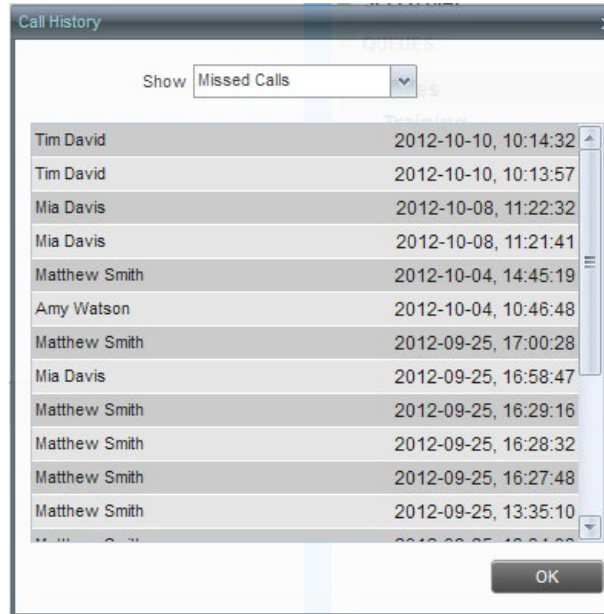 Call History
QUEUES
Show Missed Calls
Training
Tim David 2012-10-10, 10:14:32
Tim David 2012-10-10, 10:13:57
Mia Davis 2012-10-08, 11:22:32
Mia Davis 2012-10-08, 11:21:41
Matthew Smith 2012-10-04, 14:45:19
Amy Watson 2012-10-04, 10:46:48
Matthew Smith 2012-09-25, 17:00:28
Mia Davis 2012-09-25, 16:58:47
Matthew Smith 2012-09-25, 16:29:16
Matthew Smith 2012-09-25, 16:28:32
Matthew Smith 2012-09-25, 16:27:48
Matthew Smith 2012-09-25, 13:35:10
OK